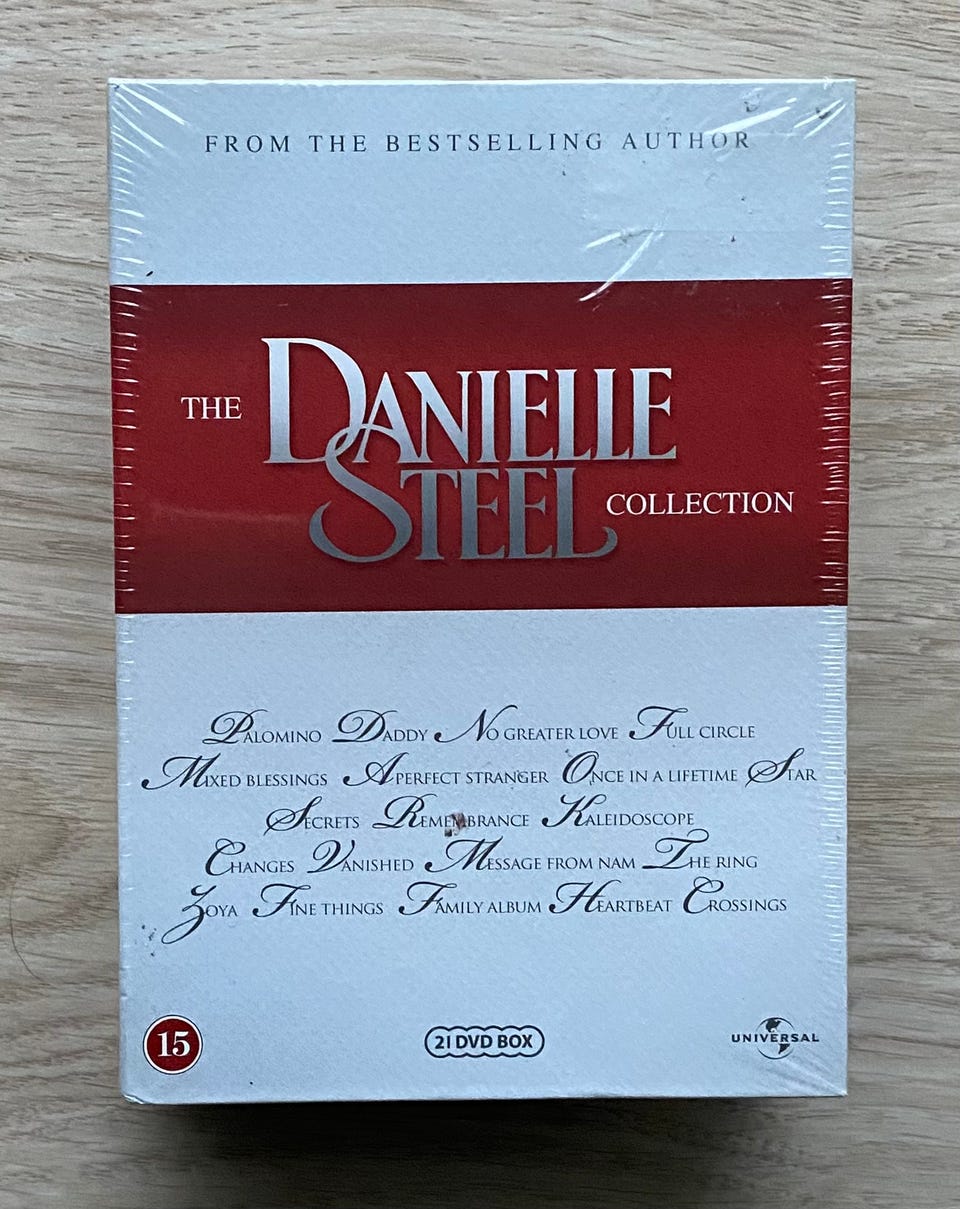 FROM THE BESTSELLING AUTHOR
THE DANIELLE
STEEL COLLECTION
PALOMINO DADDY NO GREATER LOVE FULL CIRCLE
MIXED BLESSINGS A PERFECT STRANGER ONCE IN A LIFETIME STAR
SECRETS REMEMBRANCE KALEIDOSCOPE
CHANGES VANISHED MESSAGE FROM NAM THE RING
ZOYA FINE THINGS FAMILY ALBUM HEARTBEAT CROSSINGS
15 21 DVD BOX UNIVERSAL